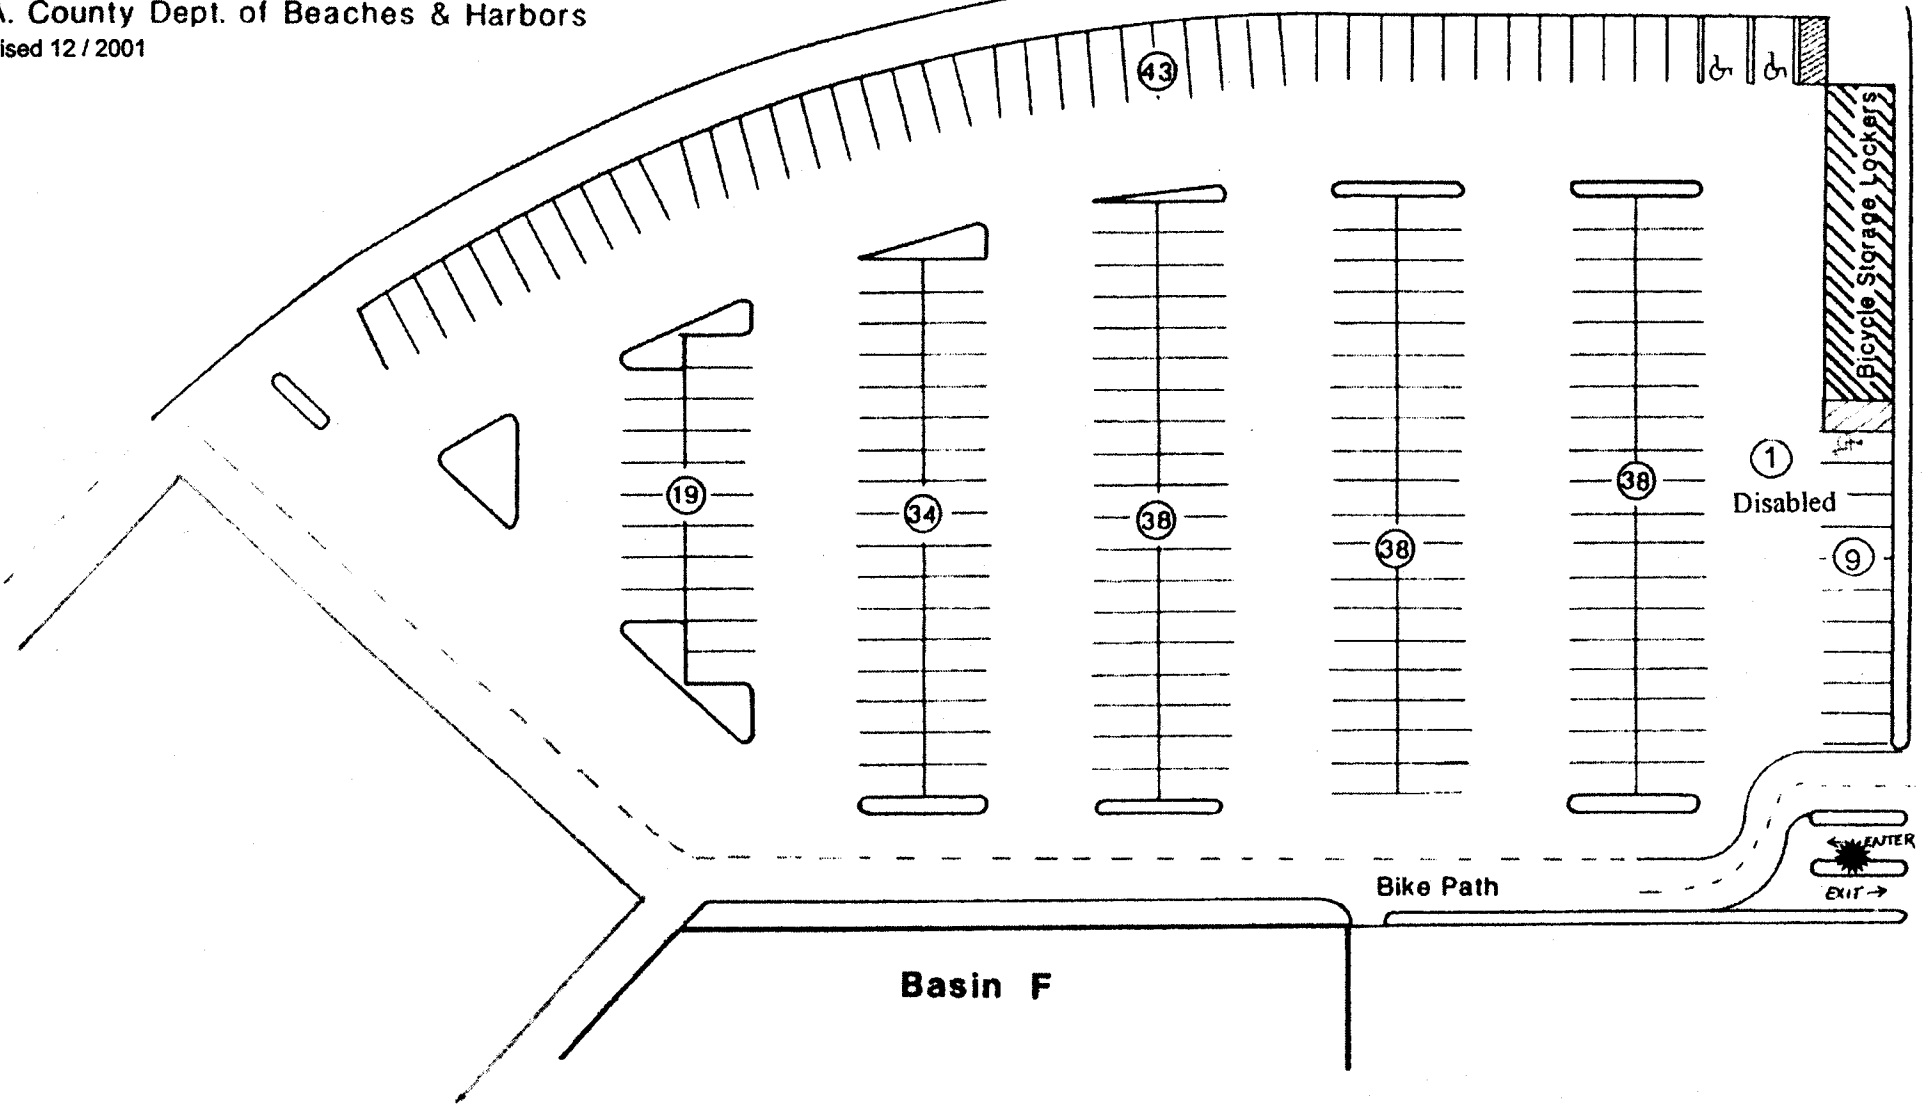 County Dept. of Beaches & Harbors
12 / 2001
43
Bicycle Storage Lockers
19
34
38
38
38
1
Disabled
9
ENTER
EXIT
Bike Path
Basin F